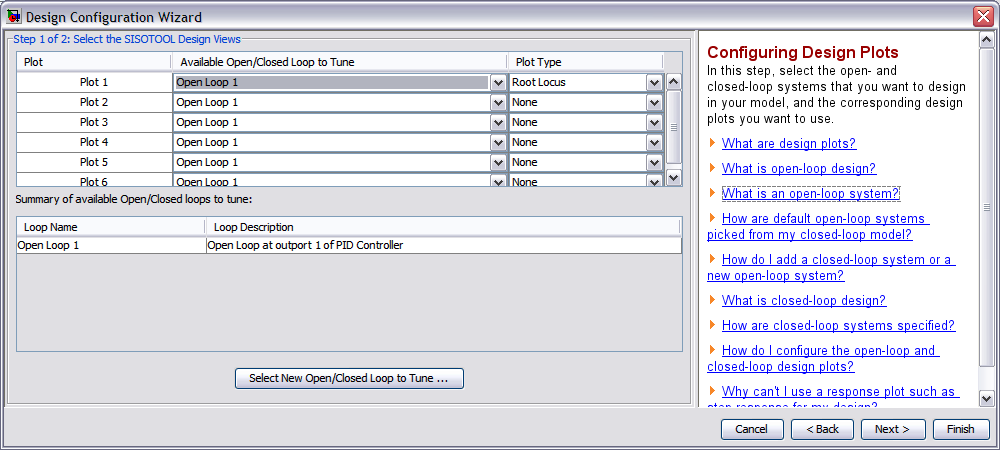 Design Configuration Wizard
Step 1 of 2: Select the SISOTOOL Design Views
Plot Available Open/Closed Loop to Tune Plot Type
Plot 1 Open Loop 1 Root Locus
Plot 2 Open Loop 1 None
Plot 3 Open Loop 1 None
Plot 4 Open Loop 1 None
Plot 5 Open Loop 1 None
Plot 6 Open Loop 1 None
Summary of available Open/Closed loops to tune:
Loop Name Loop Description
Open Loop 1 Open Loop at outport 1 of PID Controller
Select New Open/Closed Loop to Tune ...
Configuring Design Plots
In this step, select the open- and
closed-loop systems that you want to design
in your model, and the corresponding design
plots you want to use.
What are design plots?
What is open-loop design?
What is an open-loop system?
How are default open-loop systems
picked from my closed-loop model?
How do I add a closed-loop system or a
new open-loop system?
What is closed-loop design?
How are closed-loop systems specified?
How do I configure the open-loop and
closed-loop design plots?
Why can't I use a response plot such as
step response for my design?
Cancel < Back Next > Finish